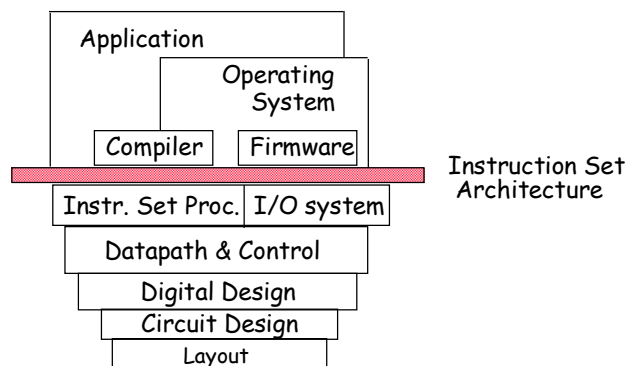 Application
Operating
System
Compiler
Firmware
Instruction Set
Architecture
Instr. Set Proc.
I/O system
Datapath & Control
Digital Design
Circuit Design
Layout